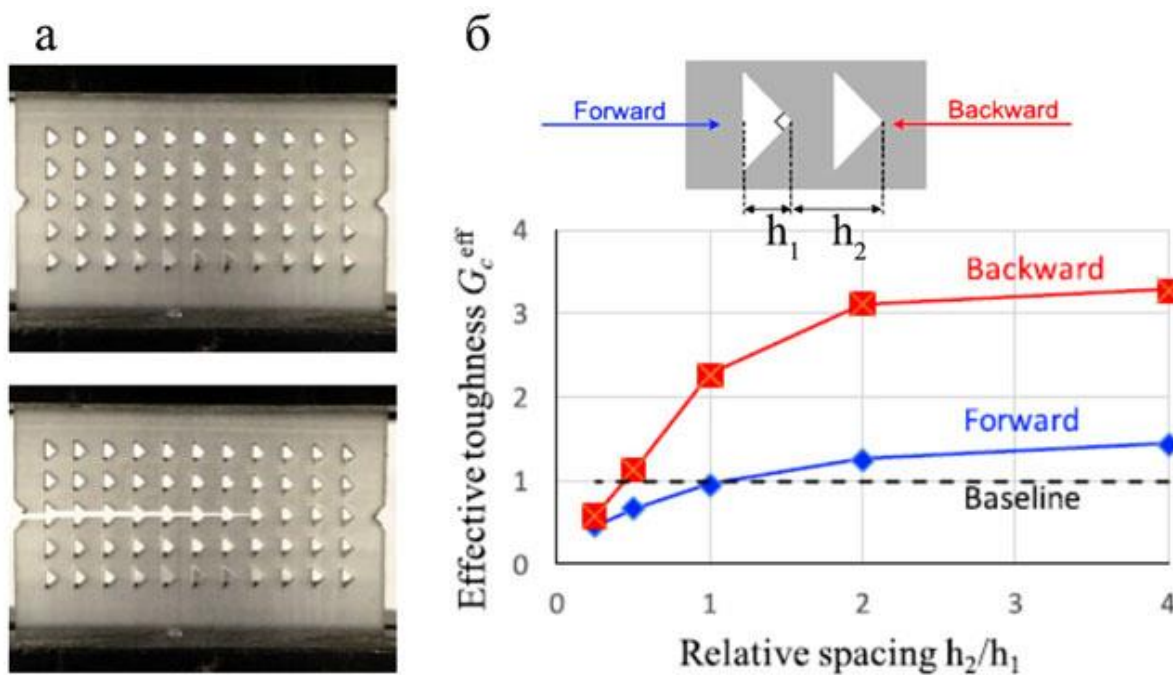 а
б
Forward
Backward
h₁
h₂
Effective toughness G_c^eff
4
3
2
1
0
Backward
Forward
Baseline
0
1
2
3
4
Relative spacing h₂/h₁